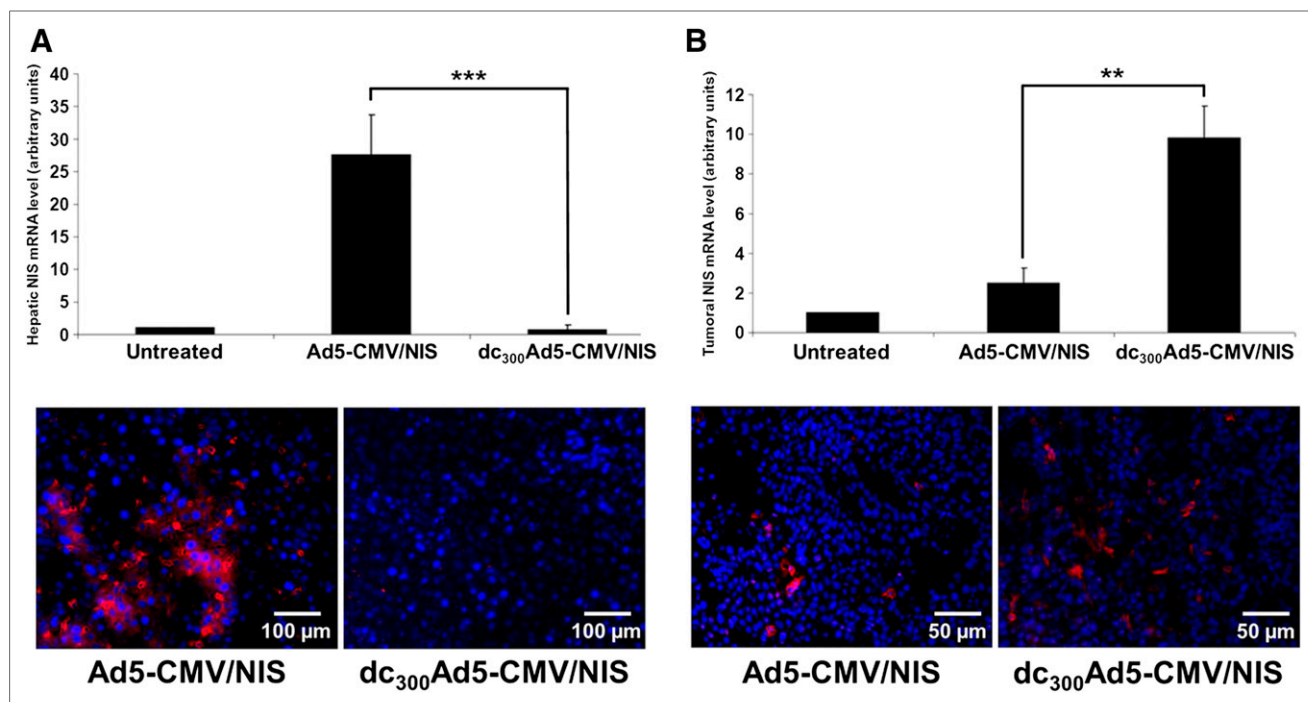 A
Hepatic NIS mRNA level (arbitrary units)
40
35
30
25
20
15
10
5
0
***
Untreated
Ad5-CMV/NIS
dc₃₀₀Ad5-CMV/NIS
B
Tumoral NIS mRNA level (arbitrary units)
12
10
8
6
4
2
0
**
Untreated
Ad5-CMV/NIS
dc₃₀₀Ad5-CMV/NIS
100 µm
100 µm
Ad5-CMV/NIS
dc₃₀₀Ad5-CMV/NIS
50 µm
50 µm
Ad5-CMV/NIS
dc₃₀₀Ad5-CMV/NIS